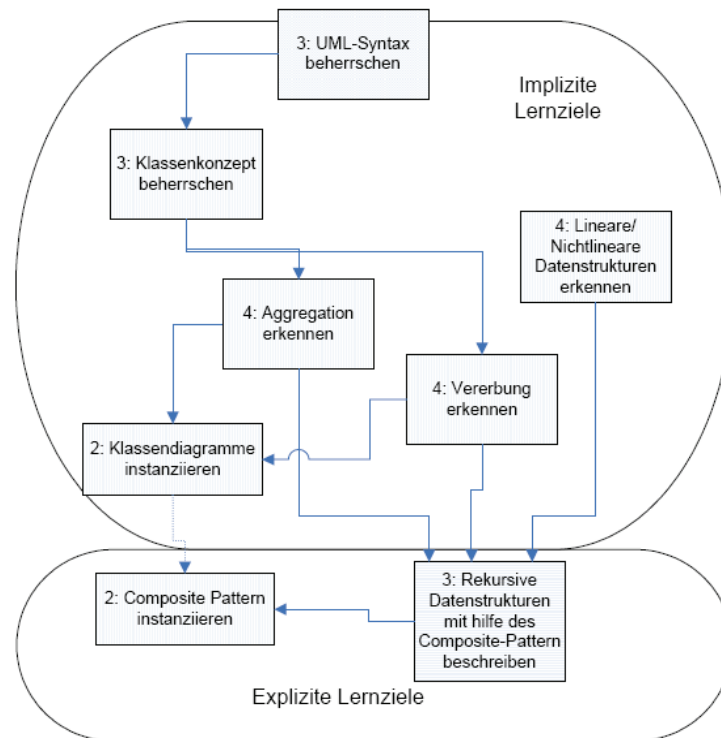 3: UML-Syntax
beherrschen
Implizite
Lernziele
3: Klassenkonzept
beherrschen
4: Lineare/
Nichtlineare
Datenstrukturen
erkennen
4: Aggregation
erkennen
4: Vererbung
erkennen
2: Klassendiagramme
instanziieren
2: Composite Pattern
instanziieren
3: Rekursive
Datenstrukturen
mit hilfe des
Composite-Pattern
beschreiben
Explizite Lernziele